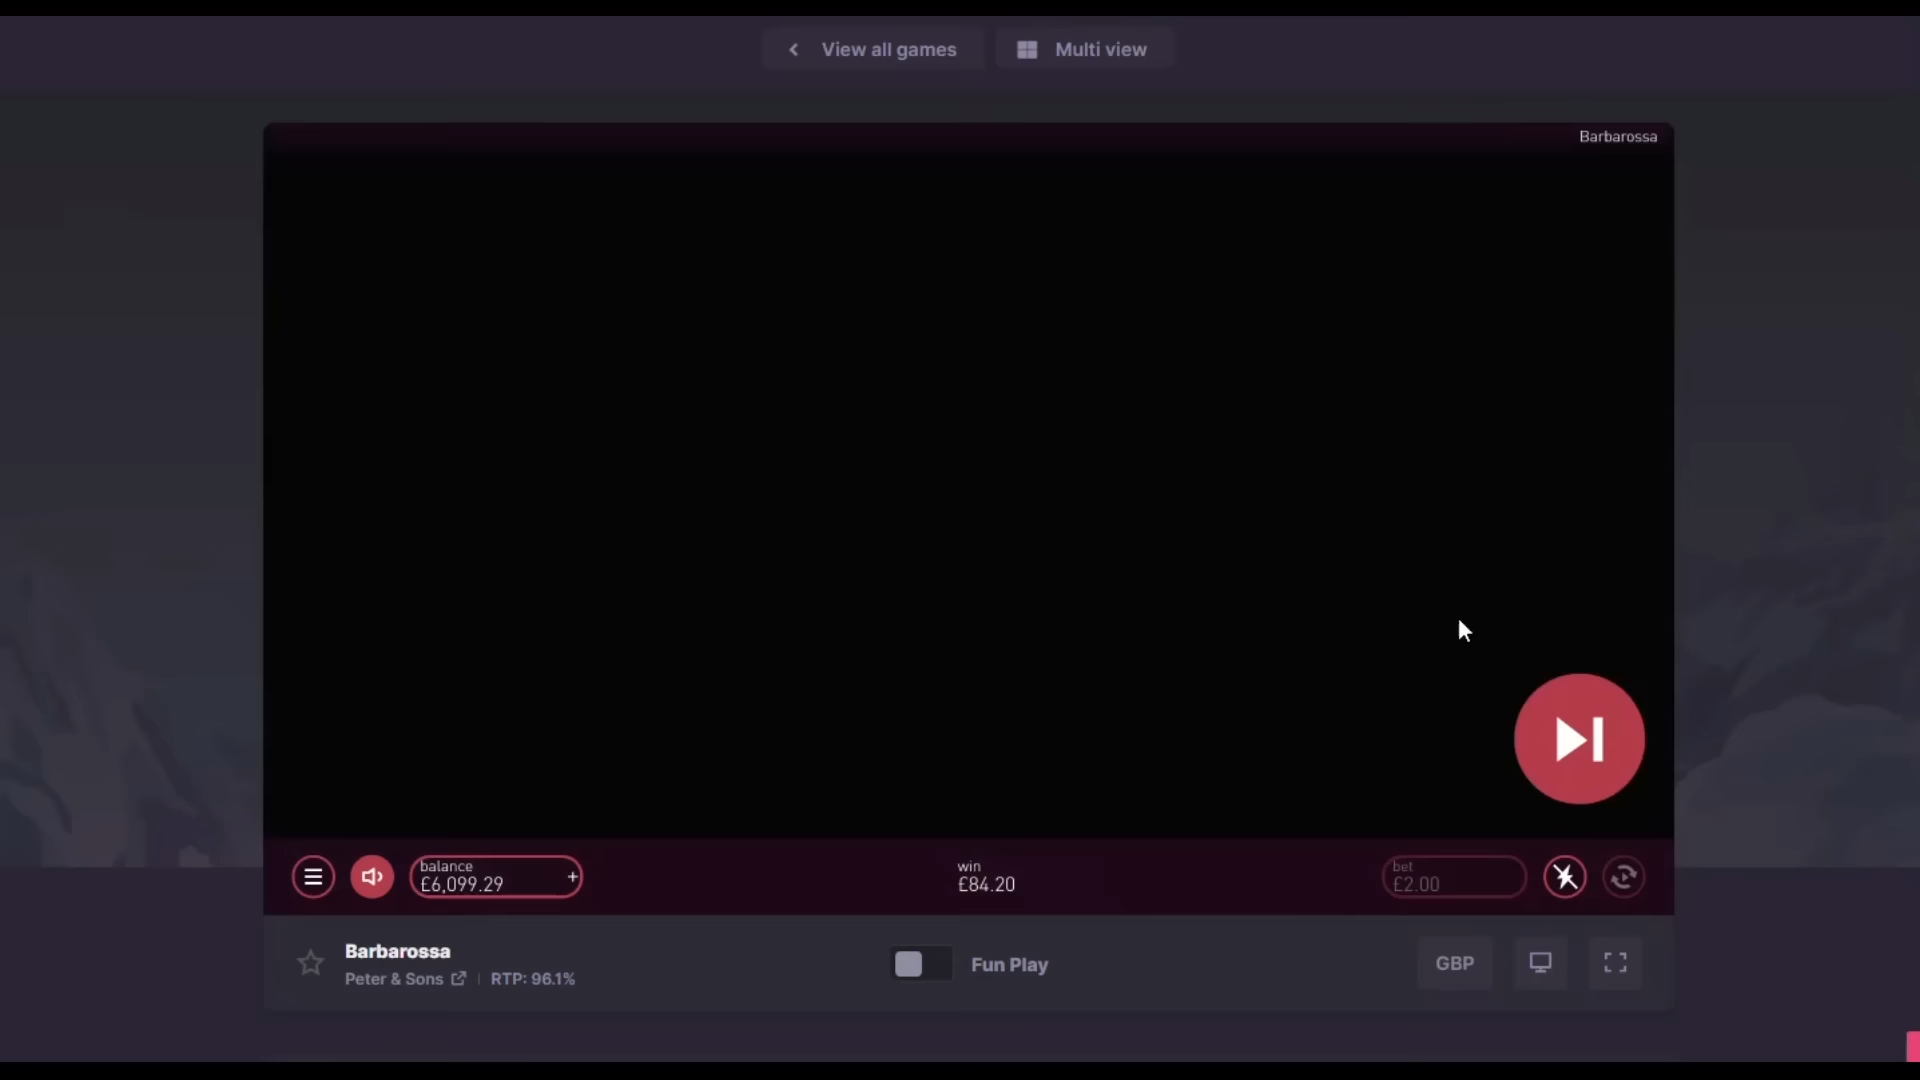 View all games
Multi view
Barbarossa
balance
£6,099.29
+
win
£84.20
bet
£2.00
Barbarossa
Peter & Sons | RTP: 96.1%
Fun Play
GBP